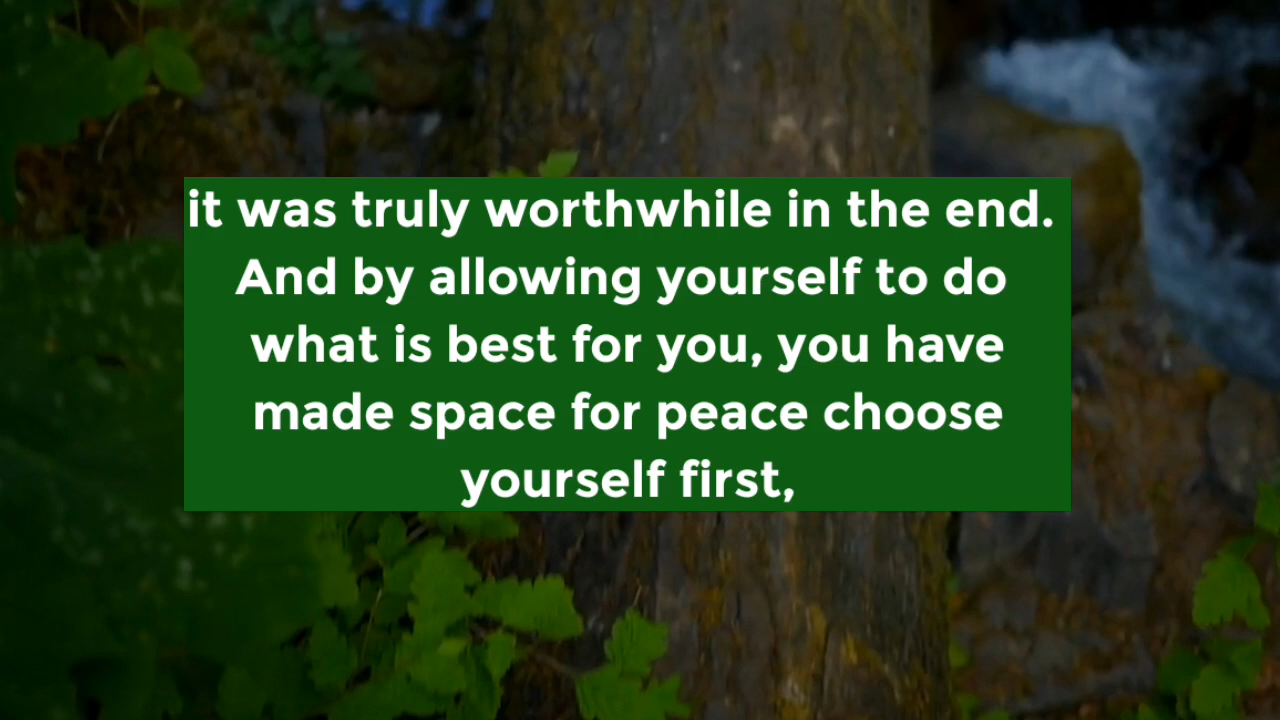 it was truly worthwhile in the end.
And by allowing yourself to do
what is best for you, you have
made space for peace choose
yourself first,